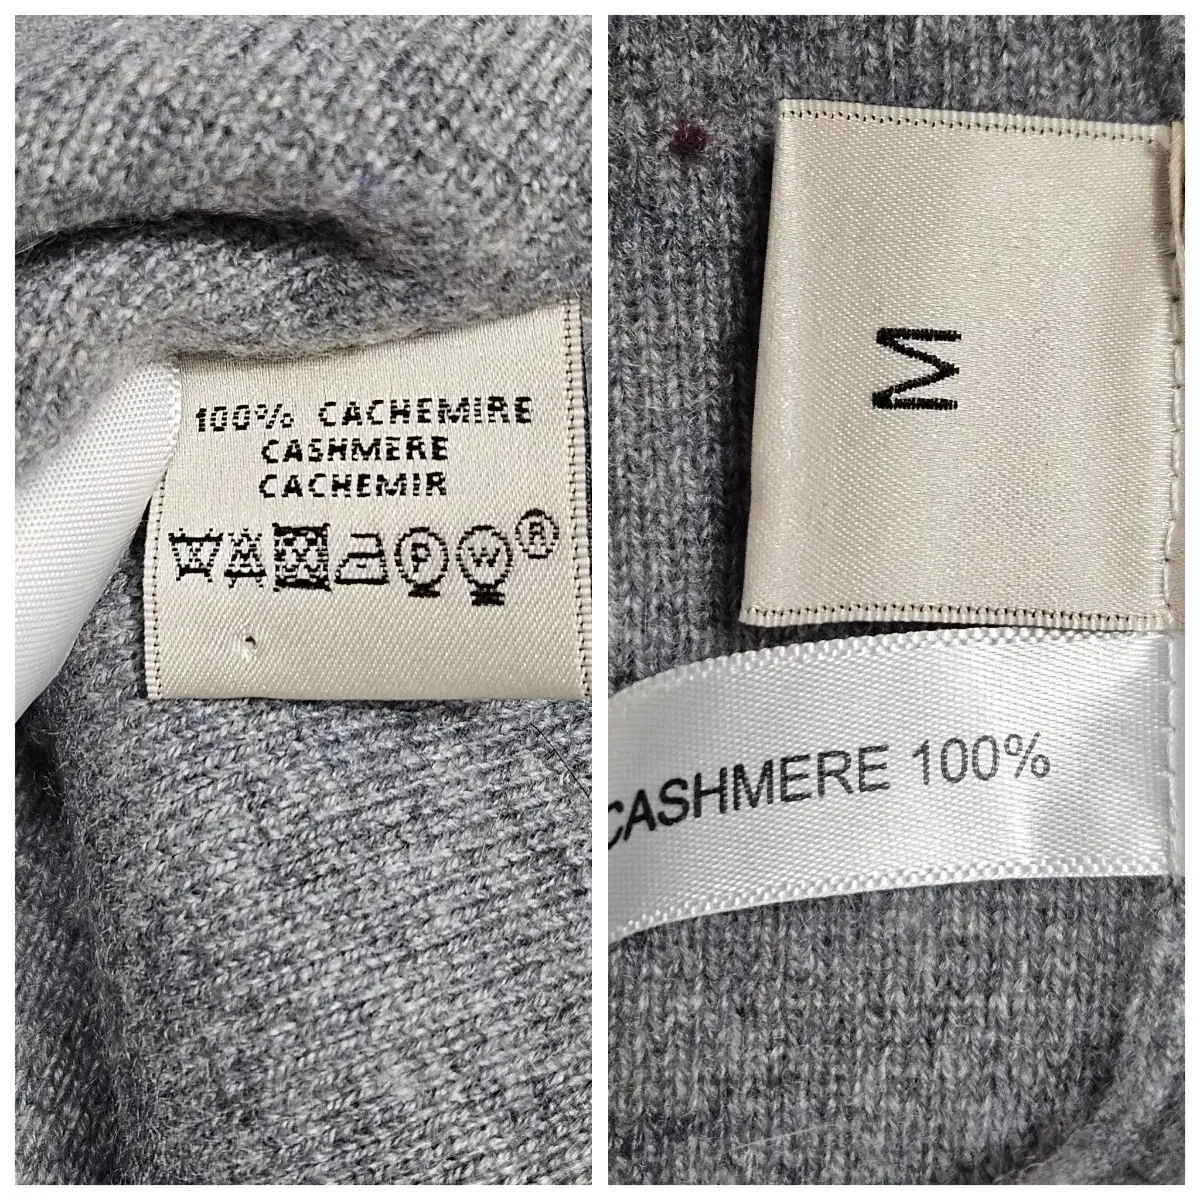 100% CACHEMIRE
CASHMERE
CACHEMIR
P W ®
M
CASHMERE 100%